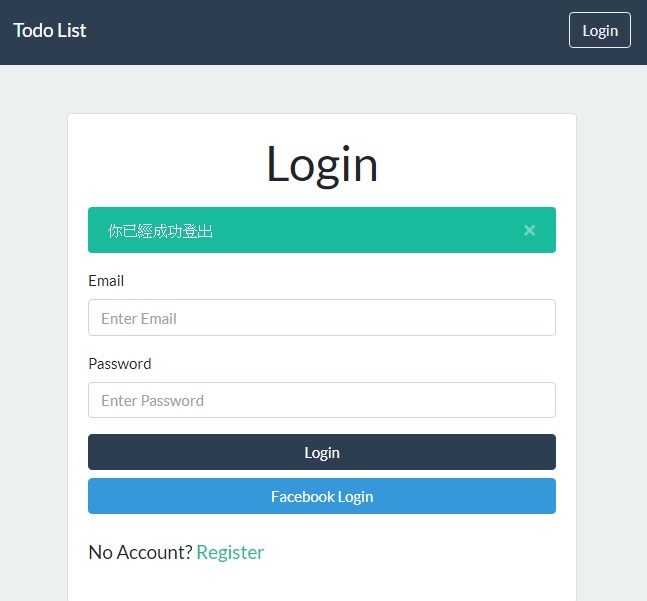 Todo List
Login
Login
你已經成功登出 ×
Email
Enter Email
Password
Enter Password
Login
Facebook Login
No Account? Register